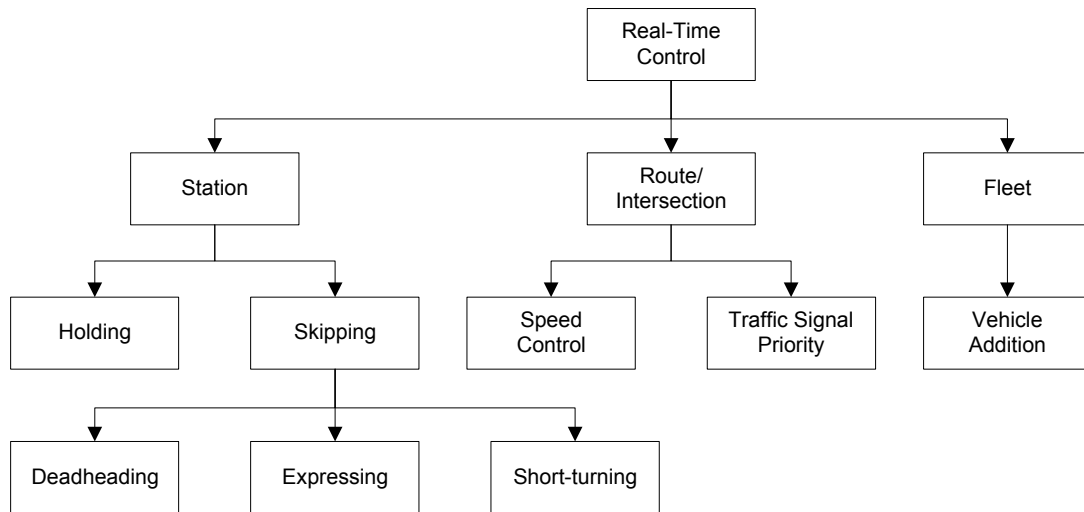 Real-Time
Control
Station
Route/
Intersection
Fleet
Holding
Skipping
Speed
Control
Traffic Signal
Priority
Vehicle
Addition
Deadheading
Expressing
Short-turning